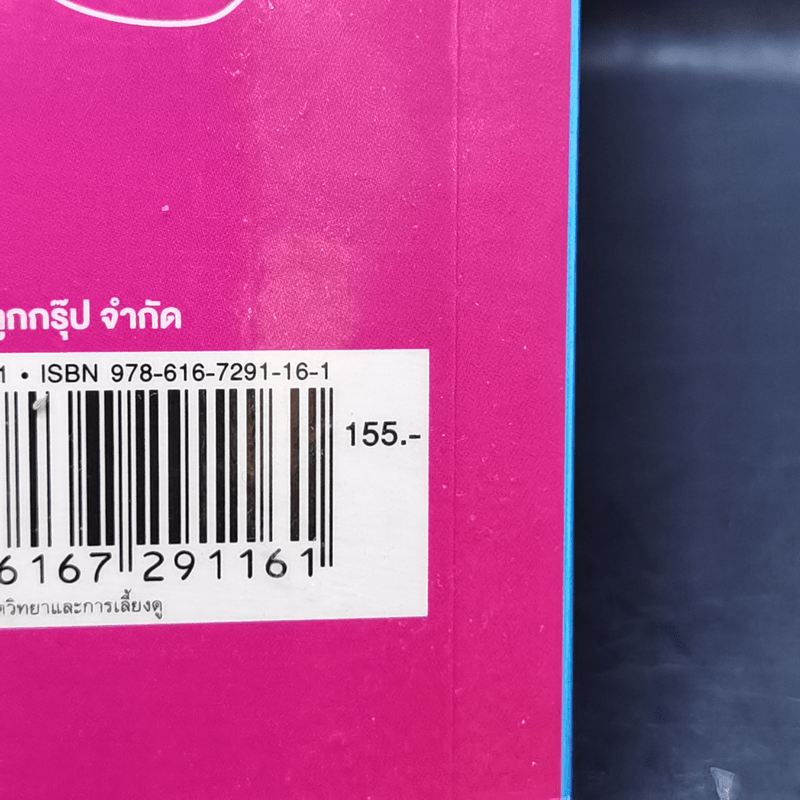 ลูกกรุ๊ป จำกัด
1 • ISBN 978-616-7291-16-1
155.-
6167 291161
วิทยาและการเลี้ยงดู